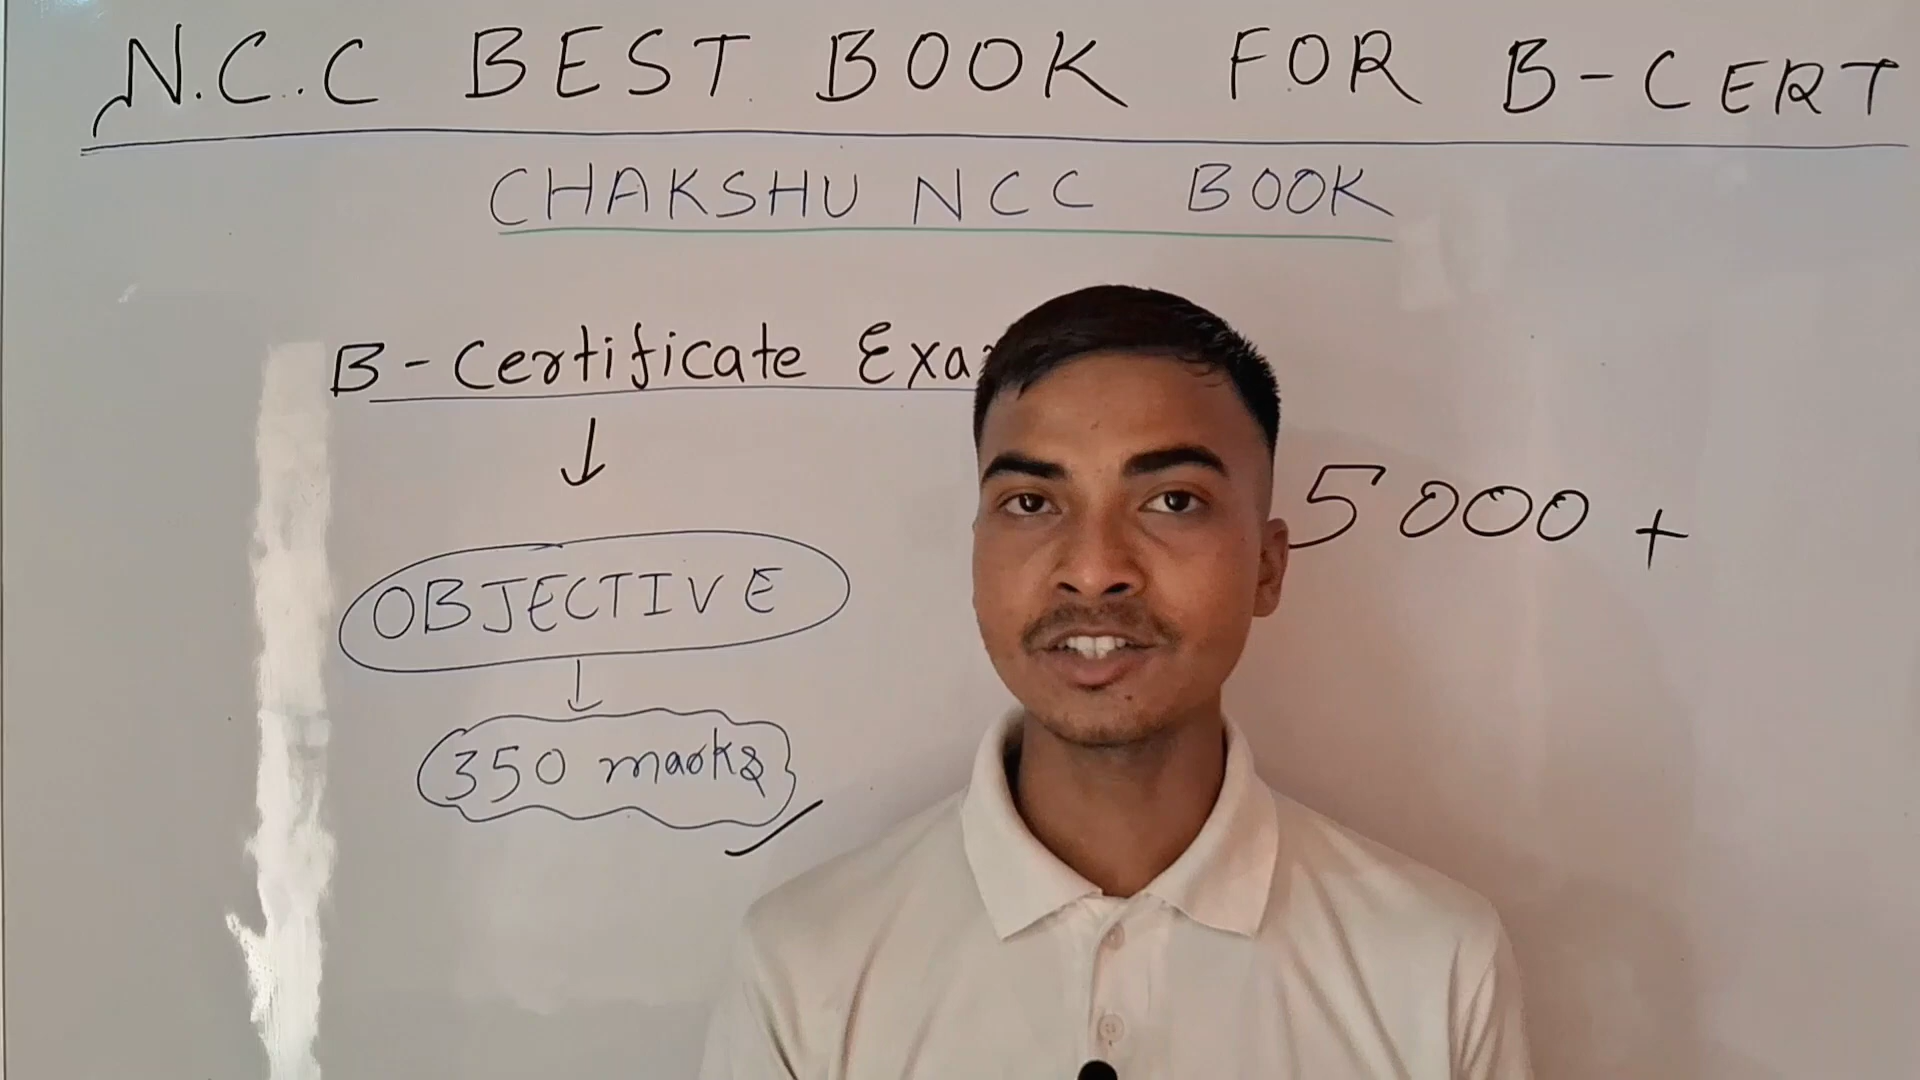 N.C.C BEST BOOK FOR B-CERT
CHAKSHU NCC BOOK
B-Certificate Exa
5000+
OBJECTIVE
350 marks